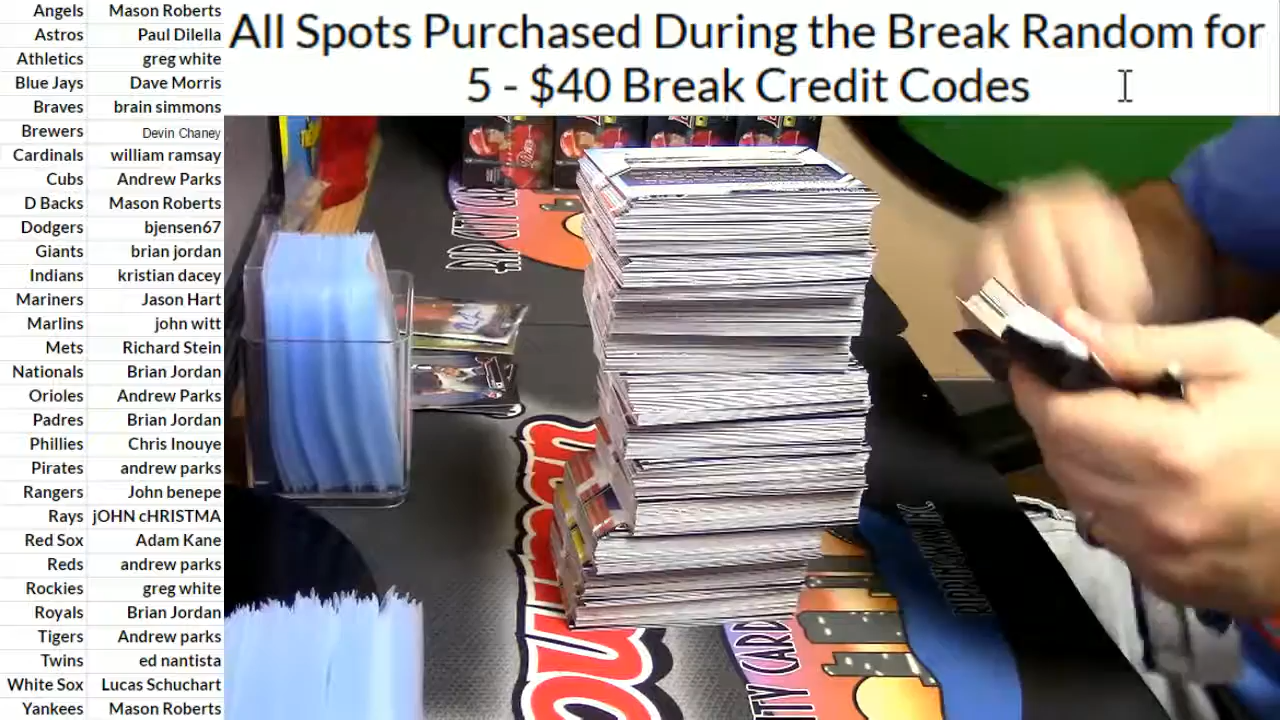 Angels Mason Roberts
Astros Paul Dilella
Athletics greg white
Blue Jays Dave Morris
Braves brain simmons
Brewers Devin Chaney
Cardinals william ramsay
Cubs Andrew Parks
D Backs Mason Roberts
Dodgers bjensen67
Giants brian jordan
Indians kristian dacey
Mariners Jason Hart
Marlins john witt
Mets Richard Stein
Nationals Brian Jordan
Orioles Andrew Parks
Padres Brian Jordan
Phillies Chris Inouye
Pirates andrew parks
Rangers John benepe
Rays jOHN cHRISTMA
Red Sox Adam Kane
Reds andrew parks
Rockies greg white
Royals Brian Jordan
Tigers Andrew parks
Twins ed nantista
White Sox Lucas Schuchart
Yankees Mason Roberts
All Spots Purchased During the Break Random for
5 - $40 Break Credit Codes
CITY CARD